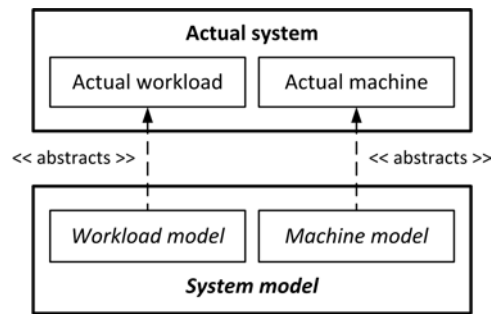 Actual system
Actual workload Actual machine
<< abstracts >> << abstracts >>
Workload model Machine model
System model